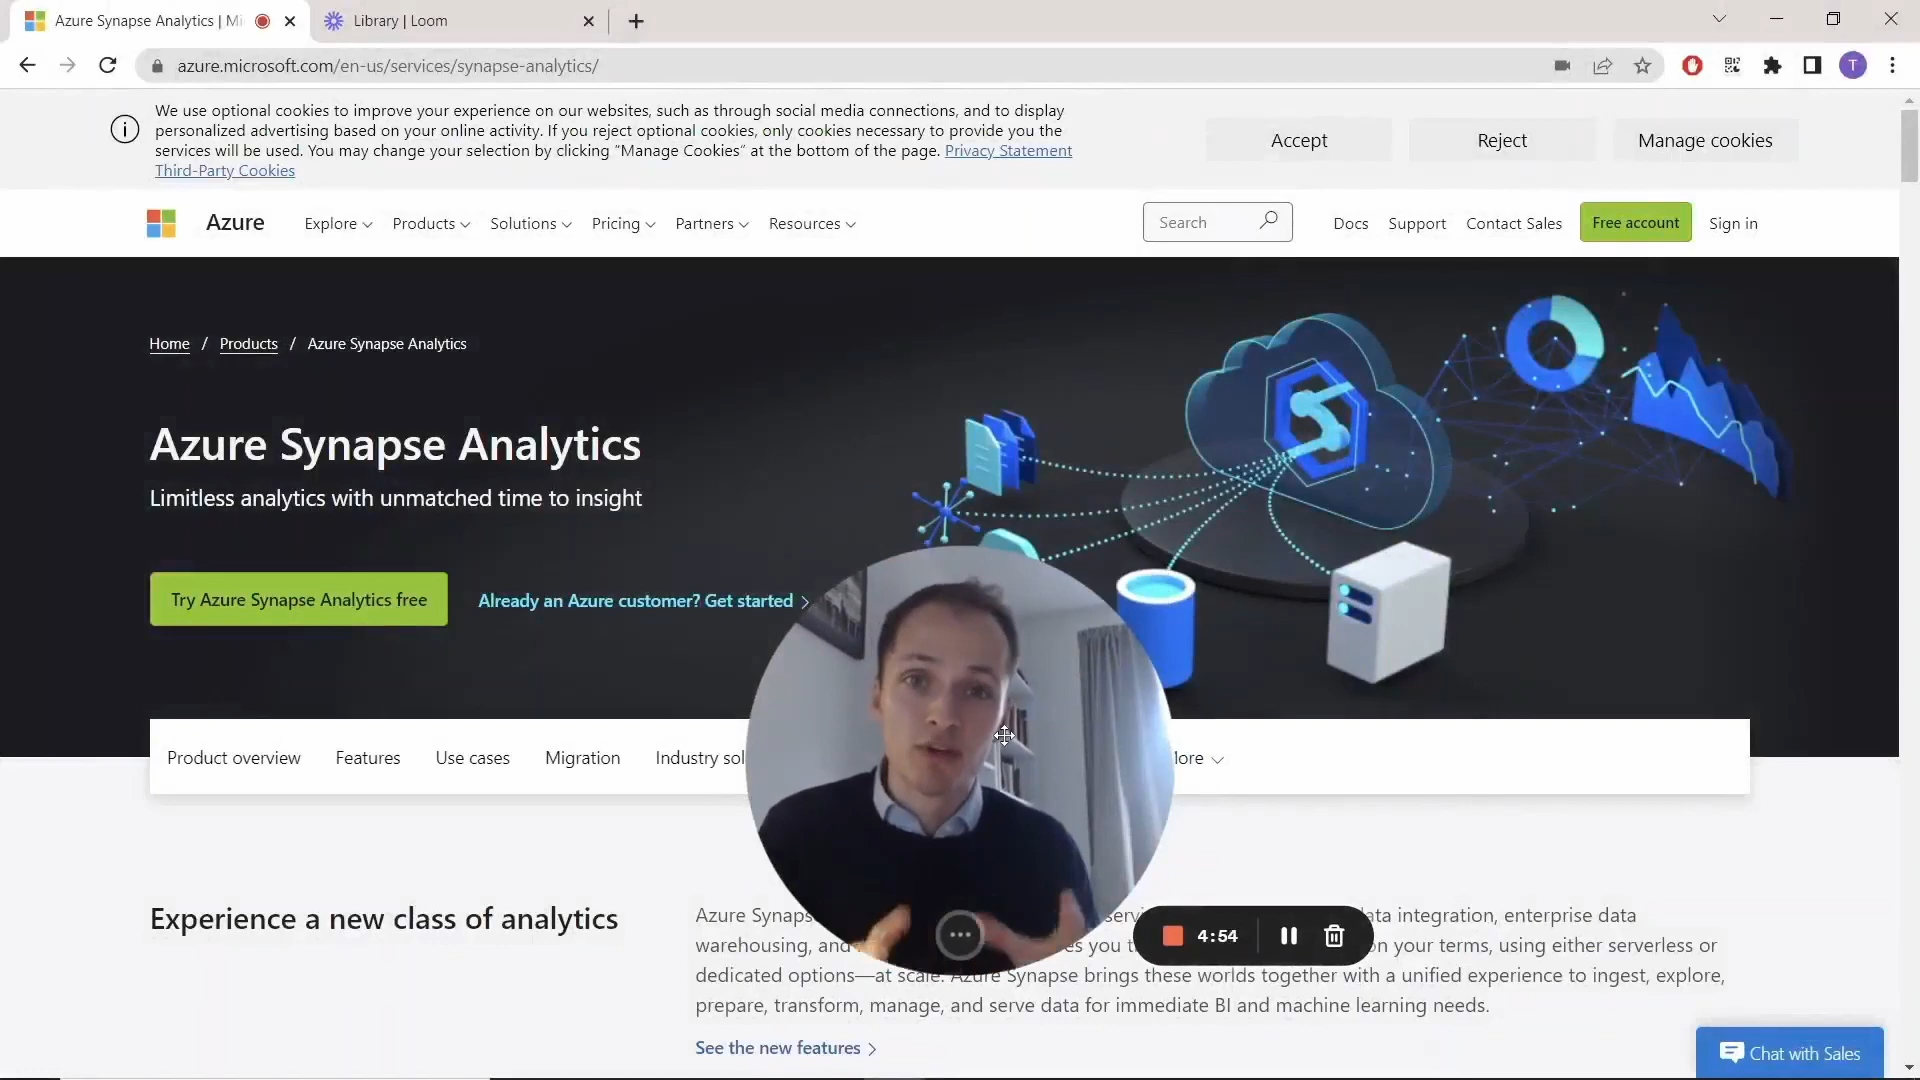 Azure Synapse Analytics | Mi
Library | Loom
azure.microsoft.com/en-us/services/synapse-analytics/
T
We use optional cookies to improve your experience on our websites, such as through social media connections, and to display
personalized advertising based on your online activity. If you reject optional cookies, only cookies necessary to provide you the
services will be used. You may change your selection by clicking “Manage Cookies” at the bottom of the page. Privacy Statement
Third-Party Cookies
Accept
Reject
Manage cookies
Azure
Explore
Products
Solutions
Pricing
Partners
Resources
Search
Docs
Support
Contact Sales
Free account
Sign in
Home / Products / Azure Synapse Analytics
Azure Synapse Analytics
Limitless analytics with unmatched time to insight
Try Azure Synapse Analytics free
Already an Azure customer? Get started
Product overview
Features
Use cases
Migration
Industry sol
lore
Experience a new class of analytics
Azure Synaps servi ata integration, enterprise data
warehousing, and es you t on your terms, using either serverless or
dedicated options—at scale. Azure Synapse brings these worlds together with a unified experience to ingest, explore,
prepare, transform, manage, and serve data for immediate BI and machine learning needs.
4:54
See the new features
Chat with Sales